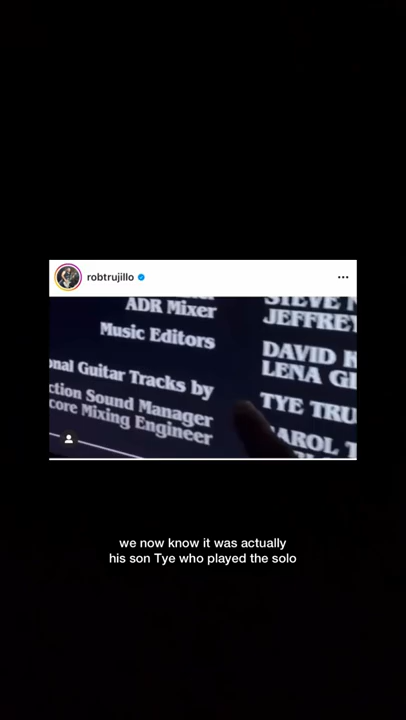 robtrujillo
ADR Mixer
Music Editors
Guitar Tracks by
Sound Manager
Mixing Engineer
STEVE
JEFFREY
DAVID
LENA
TYE
we now know it was actually
his son Tye who played the solo